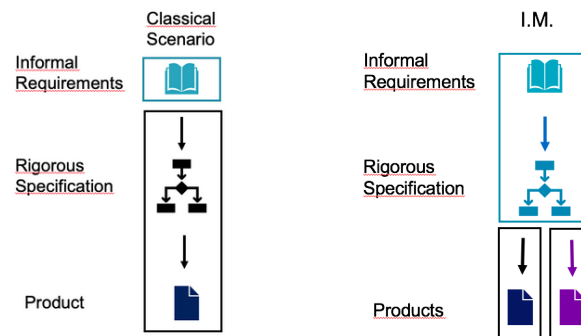 Classical
Scenario
Informal
Requirements
Rigorous
Specification
Product
I.M.
Informal
Requirements
Rigorous
Specification
Products